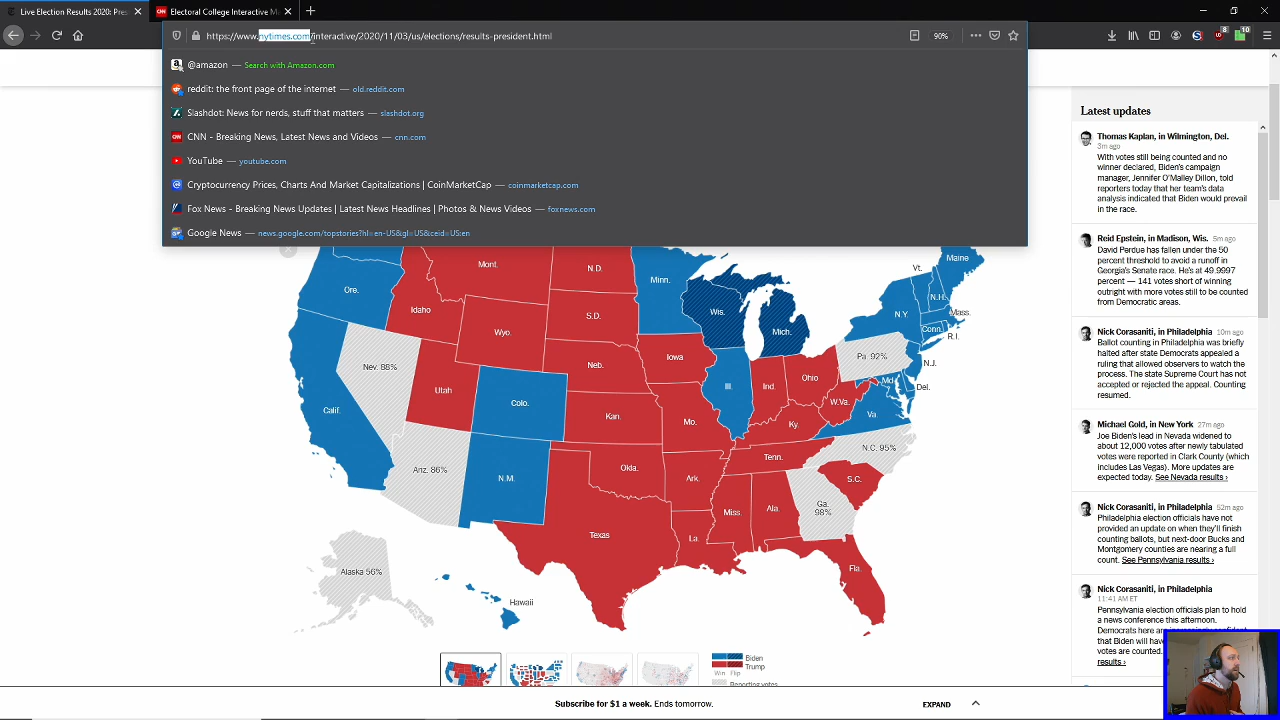 Live Election Results 2020: Pres
Electoral College Interactive M
https://www.nytimes.com/interactive/2020/11/03/us/elections/results-president.html
90%
8
10
@amazon — Search with Amazon.com
reddit: the front page of the internet — old.reddit.com
Slashdot: News for nerds, stuff that matters — slashdot.org
CNN - Breaking News, Latest News and Videos — cnn.com
YouTube — youtube.com
Cryptocurrency Prices, Charts And Market Capitalizations | CoinMarketCap — coinmarketcap.com
Fox News - Breaking News Updates | Latest News Headlines | Photos & News Videos — foxnews.com
Google News — news.google.com/topstories?hl=en-US&gl=US&ceid=US:en
Mont.
N.D.
Minn.
Vt.
Maine
Ore.
Idaho
Wyo.
S.D.
Wis.
Mich.
N.Y.
N.H.
Mass.
Conn.
R.I.
Nev. 88%
Utah
Colo.
Neb.
Iowa
Ill.
Ind.
Ohio
Pa. 92%
N.J.
Md.
Del.
Calif.
Kan.
Mo.
Ky.
W.Va.
Va.
Ariz. 86%
N.M.
Okla.
Ark.
Tenn.
N.C. 95%
S.C.
Texas
La.
Miss.
Ala.
Ga.
98%
Fla.
Alaska 56%
Hawaii
Biden
Trump
Win Flip
Reporting votes
Latest updates
Thomas Kaplan, in Wilmington, Del.
3m ago
With votes still being counted and no
winner declared, Biden's campaign
manager, Jennifer O'Malley Dillon, told
reporters today that her team's data
analysis indicated that Biden would prevail
in the race.
Reid Epstein, in Madison, Wis. 5m ago
David Perdue has fallen under the 50
percent threshold to avoid a runoff in
Georgia's Senate race. He's at 49.9997
percent — 141 votes short of winning
outright with more votes still to be counted
from Democratic areas.
Nick Corasaniti, in Philadelphia 10m ago
Ballot counting in Philadelphia was briefly
halted after state Democrats appealed a
ruling that allowed observers to watch the
process. The state Supreme Court has not
accepted or rejected the appeal. Counting
resumed.
Michael Gold, in New York 27m ago
Joe Biden's lead in Nevada widened to
about 12,000 votes after newly tabulated
votes were reported in Clark County (which
includes Las Vegas). More updates are
expected today. See Nevada results ›
Nick Corasaniti, in Philadelphia 52m ago
Philadelphia election officials have not
provided an update on when they'll finish
counting ballots, but next-door Bucks and
Montgomery counties are nearing a full
count. See Pennsylvania results ›
Nick Corasaniti, in Philadelphia
11:41 AM ET
Pennsylvania election officials plan to hold
a news conference this afternoon.
Democrats here are
that Biden will have
votes are counted.
results ›
Subscribe for $1 a week. Ends tomorrow.
EXPAND